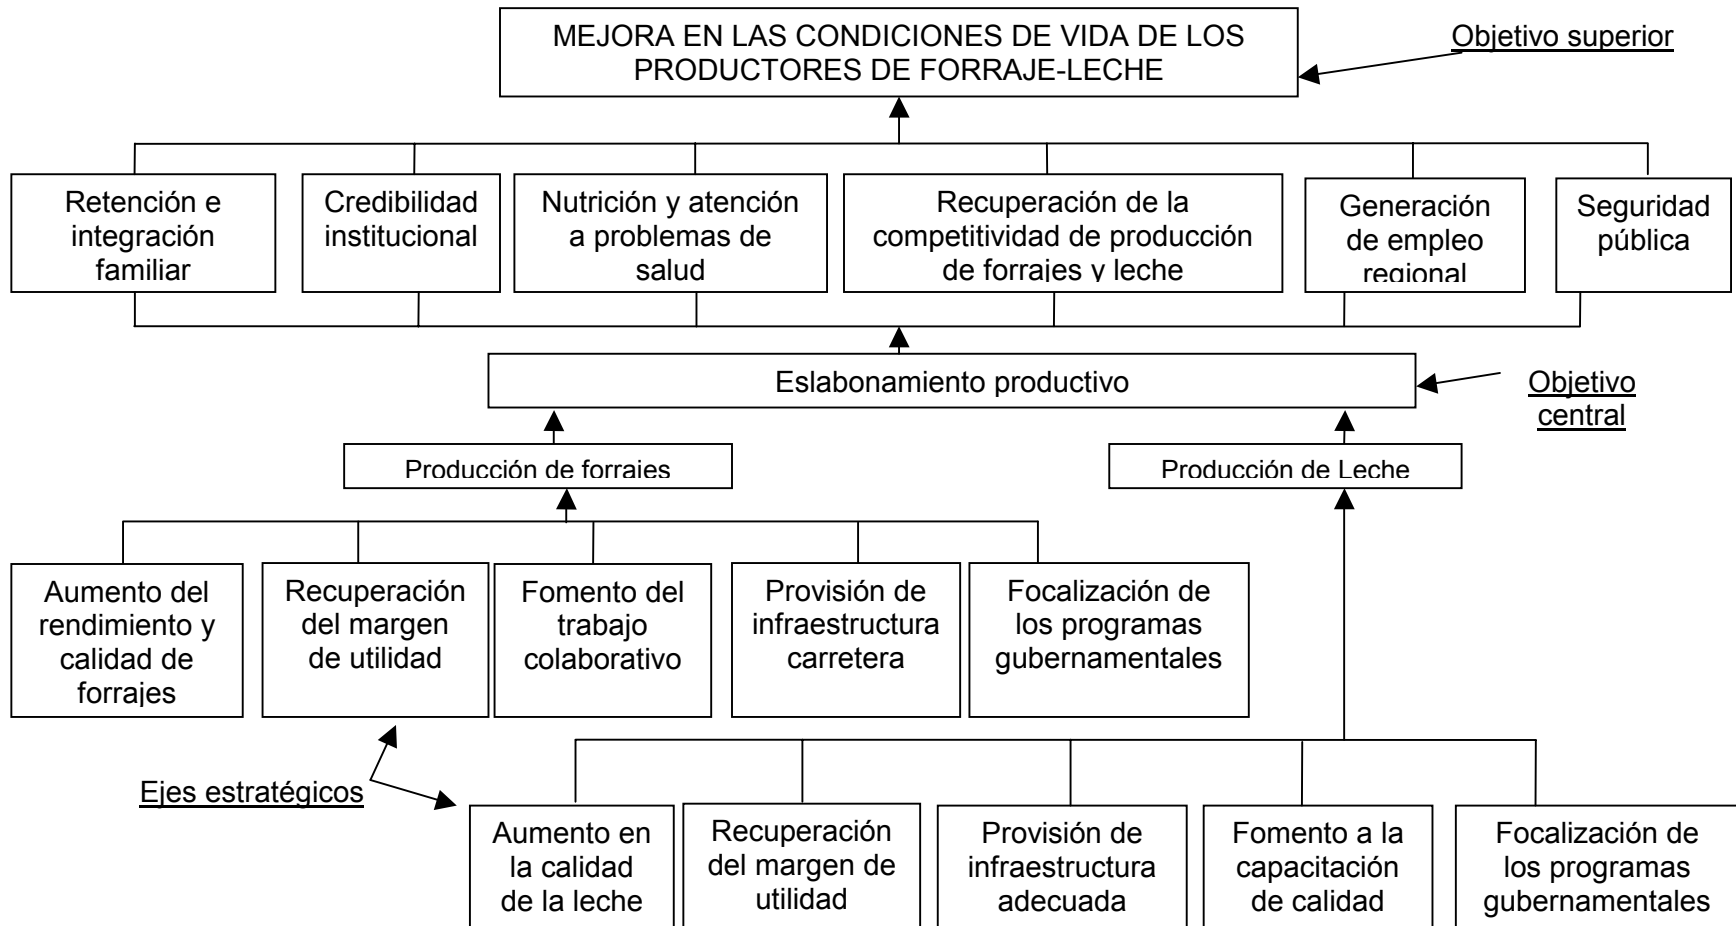 MEJORA EN LAS CONDICIONES DE VIDA DE LOS
PRODUCTORES DE FORRAJE-LECHE
Objetivo superior
Retención e
integración
familiar
Credibilidad
institucional
Nutrición y atención
a problemas de
salud
Recuperación de la
competitividad de producción
de forrajes y leche
Generación
de empleo
regional
Seguridad
pública
Eslabonamiento productivo
Objetivo
central
Producción de forrajes
Producción de Leche
Aumento del
rendimiento y
calidad de
forrajes
Recuperación
del margen
de utilidad
Fomento del
trabajo
colaborativo
Provisión de
infraestructura
carretera
Focalización de
los programas
gubernamentales
Ejes estratégicos
Aumento en
la calidad
de la leche
Recuperación
del margen de
utilidad
Provisión de
infraestructura
adecuada
Fomento a la
capacitación
de calidad
Focalización de
los programas
gubernamentales